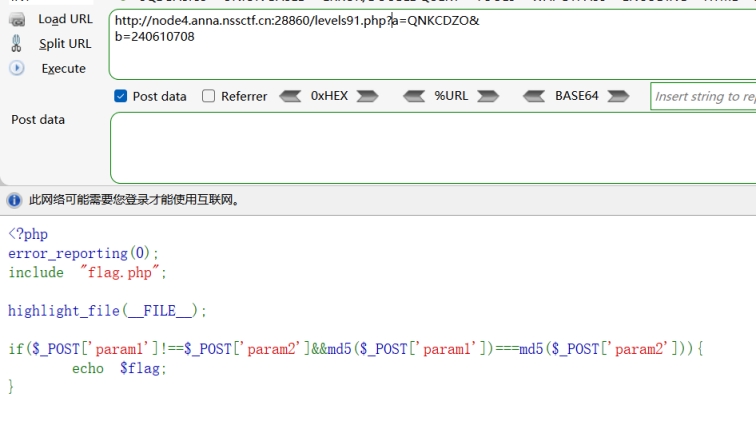 Load URL
http://node4.anna.nssctf.cn:28860/levels91.php?a=QNKCDZO&
Split URL
b=240610708
Execute
Post data
Referrer
0xHEX
%URL
BASE64
Insert string to rep
Post data
此网络可能需要您登录才能使用互联网。
<?php
error_reporting(0);
include "flag.php";
highlight_file(__FILE__);
if($_POST['param1']!==$_POST['param2']&&md5($_POST['param1'])===md5($_POST['param2'])){
echo $flag;
}